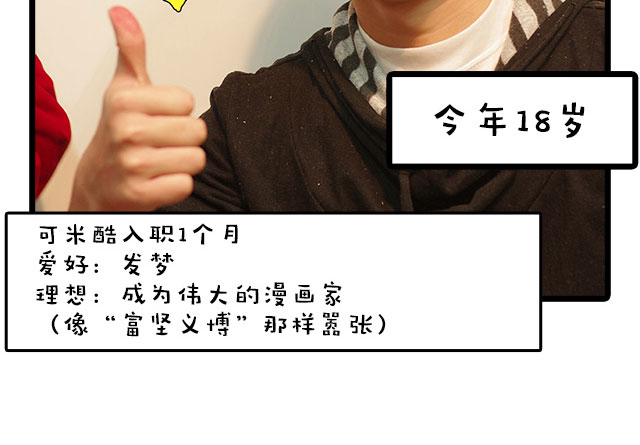 今年18岁
可米酷入职1个月
爱好：发梦
理想：成为伟大的漫画家
（像“富坚义博”那样嚣张）